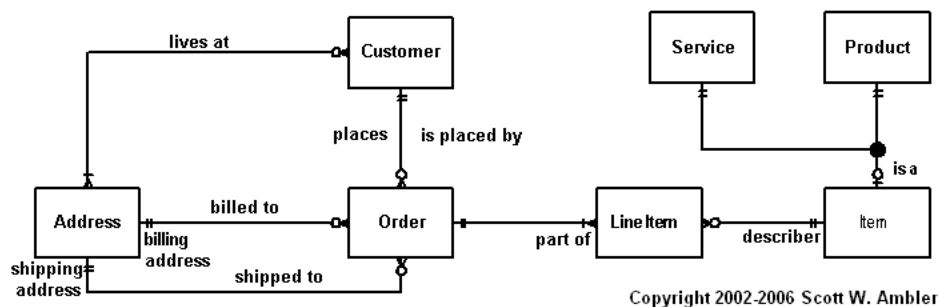 lives at
Customer
Service
Product
places
is placed by
is a
Address
billed to
Order
LineItem
Item
billing
address
part of
describer
shipping
address
shipped to
Copyright 2002-2006 Scott W. Ambler